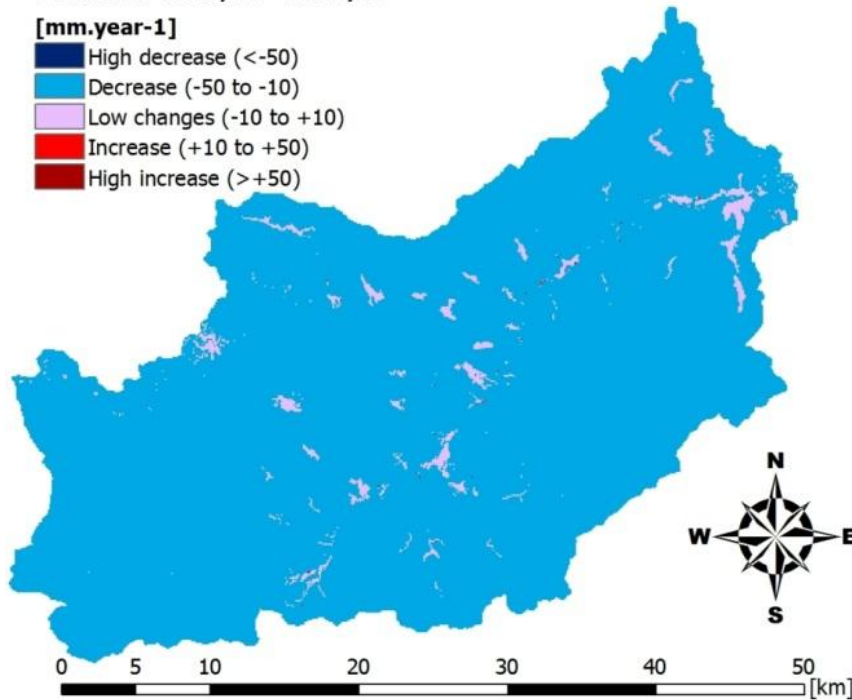 [mm.year-1]
High decrease (<-50)
Decrease (-50 to -10)
Low changes (-10 to +10)
Increase (+10 to +50)
High increase (>+50)
N
W E
S
0 5 10 20 30 40 50
[km]